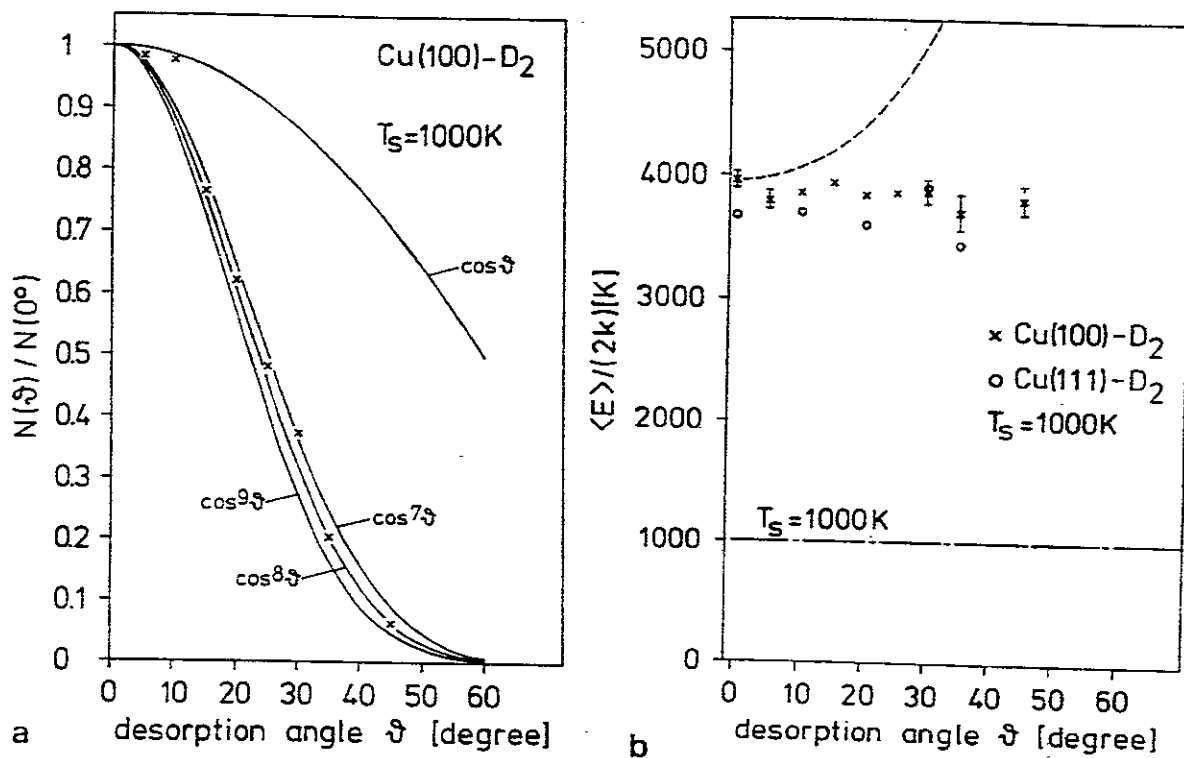 1
0.9
0.8
0.7
0.6
0.5
0.4
0.3
0.2
0.1
0
N(ϑ) / N(0°)
Cu(100)-D₂
Tₛ=1000K
cosϑ
cos⁹ϑ
cos⁷ϑ
cos⁸ϑ
0 10 20 30 40 50 60
desorption angle ϑ [degree]
a
5000
4000
3000
2000
1000
0
<E>/(2k)[K]
× Cu(100)-D₂
o Cu(111)-D₂
Tₛ=1000K
Tₛ=1000K
0 10 20 30 40 50 60
desorption angle ϑ [degree]
b